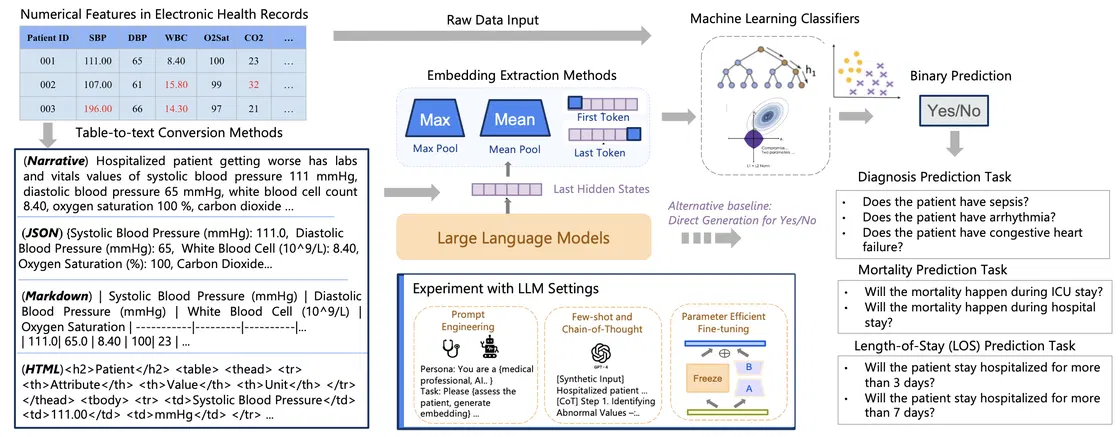 Numerical Features in Electronic Health Records
Patient ID SBP DBP WBC O2Sat CO2 ...
001 111.00 65 8.40 100 23 ...
002 107.00 61 15.80 99 32 ...
003 196.00 66 14.30 97 21 ...
Table-to-text Conversion Methods
(Narrative) Hospitalized patient getting worse has labs
and vitals values of systolic blood pressure 111 mmHg,
diastolic blood pressure 65 mmHg, white blood cell count
8.40, oxygen saturation 100 %, carbon dioxide ...
(JSON) {Systolic Blood Pressure (mmHg): 111.0, Diastolic
Blood Pressure (mmHg): 65, White Blood Cell (10^9/L): 8.40,
Oxygen Saturation (%): 100, Carbon Dioxide...
(Markdown) | Systolic Blood Pressure (mmHg) | Diastolic
Blood Pressure (mmHg) | White Blood Cell (10^9/L) |
Oxygen Saturation | -----------|---------|---------|...
| 111.0| 65.0 | 8.40 | 100| 23 | ...
(HTML)<h2>Patient</h2> <table> <thead> <tr>
<th>Attribute</th> <th>Value</th> <th>Unit</th> </tr>
</thead> <tbody> <tr> <td>Systolic Blood Pressure</td>
<td>111.00</td> <td>mmHg</td> </tr> ...
Raw Data Input
Embedding Extraction Methods
Max
Max Pool
Mean
Mean Pool
First Token
Last Token
Last Hidden States
Large Language Models
Alternative baseline:
Direct Generation for Yes/No
Experiment with LLM Settings
Prompt
Engineering
Persona: You are a {medical
professional, AI.. }
Task: Please {assess the
patient, generate
embedding} ...
Few-shot and
Chain-of-Thought
GPT-4
[Synthetic Input]
Hospitalized patient ...
[CoT] Step 1. Identifying
Abnormal Values –:..
Parameter Efficient
Fine-tuning
Freeze
B
A
Machine Learning Classifiers
h1
Compromise...
Two parameters ...
L1 + L2 Norm
Binary Prediction
Yes/No
Diagnosis Prediction Task
• Does the patient have sepsis?
• Does the patient have arrhythmia?
• Does the patient have congestive heart
failure?
Mortality Prediction Task
• Will the mortality happen during ICU stay?
• Will the mortality happen during hospital
stay?
Length-of-Stay (LOS) Prediction Task
• Will the patient stay hospitalized for more
than 3 days?
• Will the patient stay hospitalized for more
than 7 days?